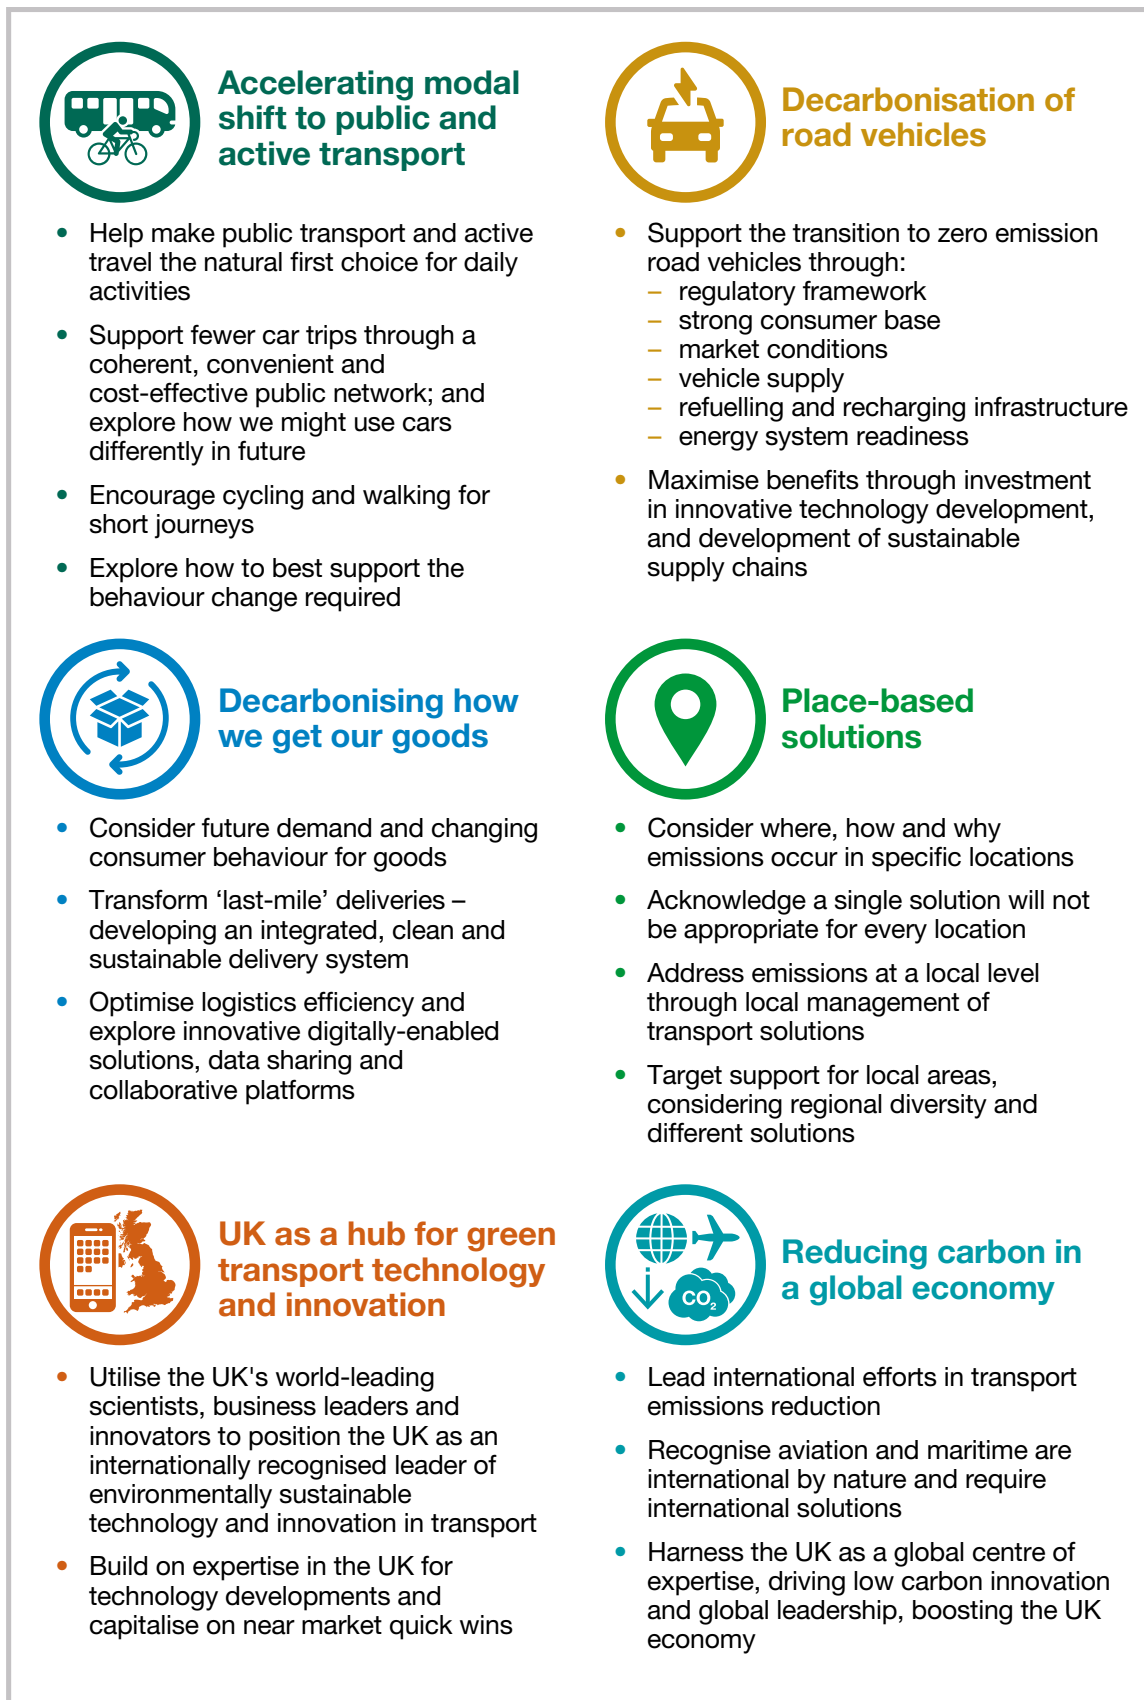 Accelerating modal
shift to public and
active transport
• Help make public transport and active
travel the natural first choice for daily
activities
• Support fewer car trips through a
coherent, convenient and
cost-effective public network; and
explore how we might use cars
differently in future
• Encourage cycling and walking for
short journeys
• Explore how to best support the
behaviour change required
Decarbonisation of
road vehicles
• Support the transition to zero emission
road vehicles through:
– regulatory framework
– strong consumer base
– market conditions
– vehicle supply
– refuelling and recharging infrastructure
– energy system readiness
• Maximise benefits through investment
in innovative technology development,
and development of sustainable
supply chains
Decarbonising how
we get our goods
• Consider future demand and changing
consumer behaviour for goods
• Transform ‘last-mile’ deliveries –
developing an integrated, clean and
sustainable delivery system
• Optimise logistics efficiency and
explore innovative digitally-enabled
solutions, data sharing and
collaborative platforms
Place-based
solutions
• Consider where, how and why
emissions occur in specific locations
• Acknowledge a single solution will not
be appropriate for every location
• Address emissions at a local level
through local management of
transport solutions
• Target support for local areas,
considering regional diversity and
different solutions
UK as a hub for green
transport technology
and innovation
• Utilise the UK's world-leading
scientists, business leaders and
innovators to position the UK as an
internationally recognised leader of
environmentally sustainable
technology and innovation in transport
• Build on expertise in the UK for
technology developments and
capitalise on near market quick wins
CO₂
Reducing carbon in
a global economy
• Lead international efforts in transport
emissions reduction
• Recognise aviation and maritime are
international by nature and require
international solutions
• Harness the UK as a global centre of
expertise, driving low carbon innovation
and global leadership, boosting the UK
economy